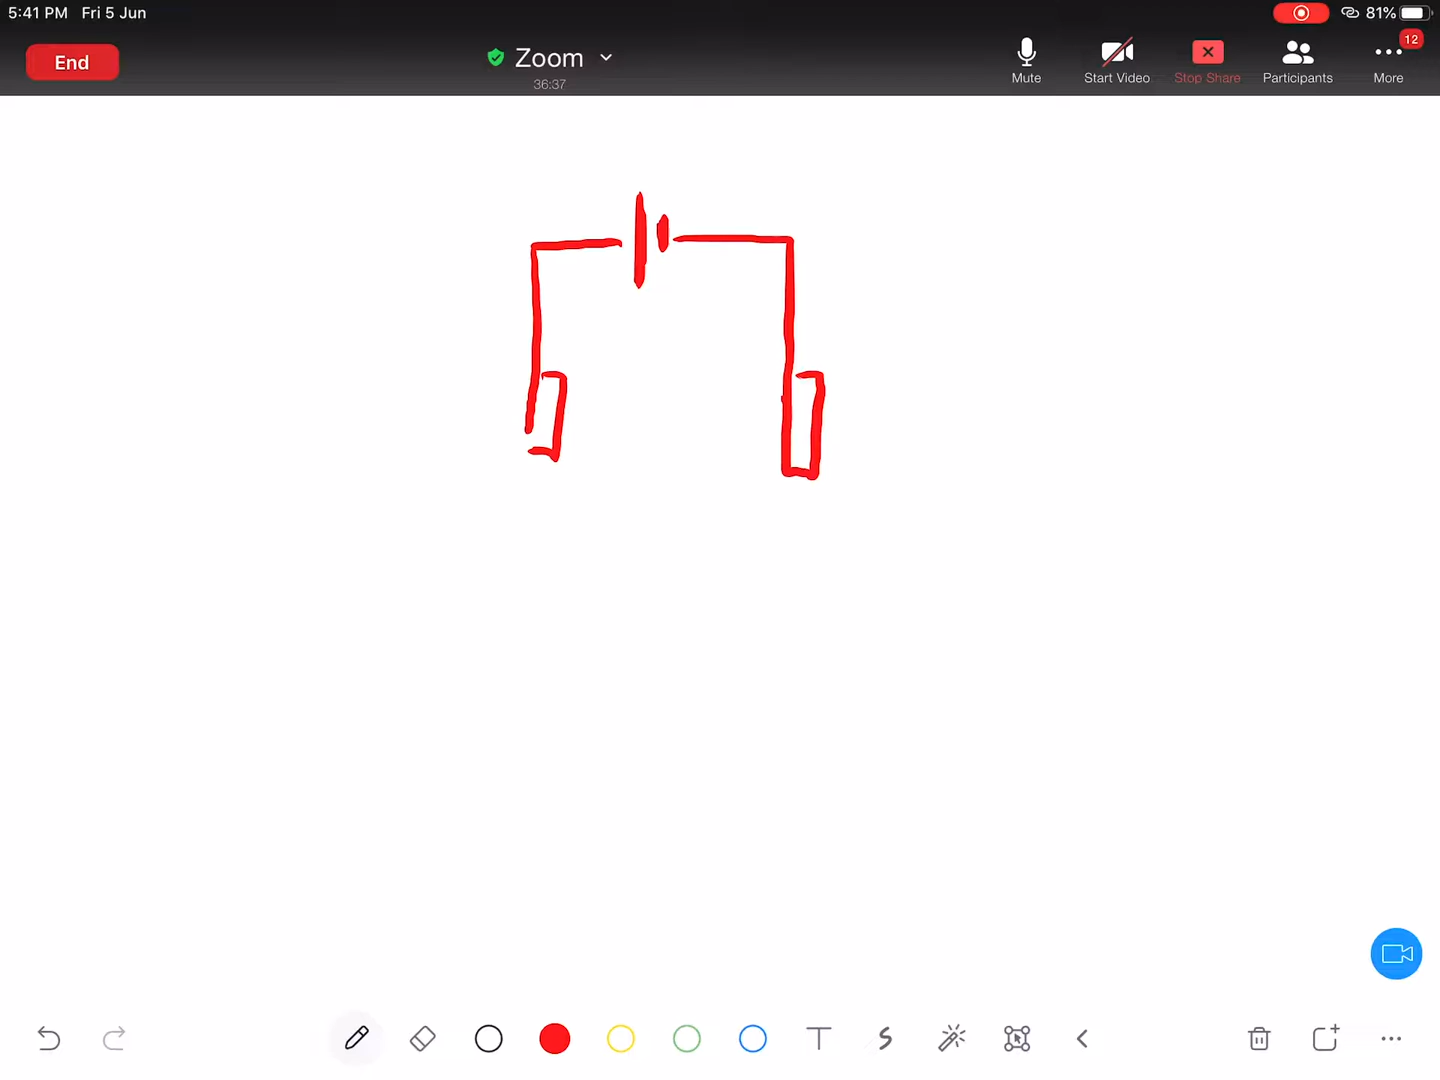 5:41 PM Fri 5 Jun
81%
End
Zoom
36:37
Mute
Start Video
Stop Share
Participants
12
More
T